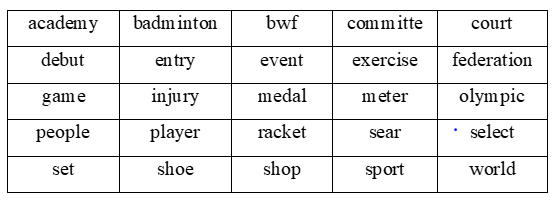 academy badminton bwf committe court
debut entry event exercise federation
game injury medal meter olympic
people player racket sear select
set shoe shop sport world